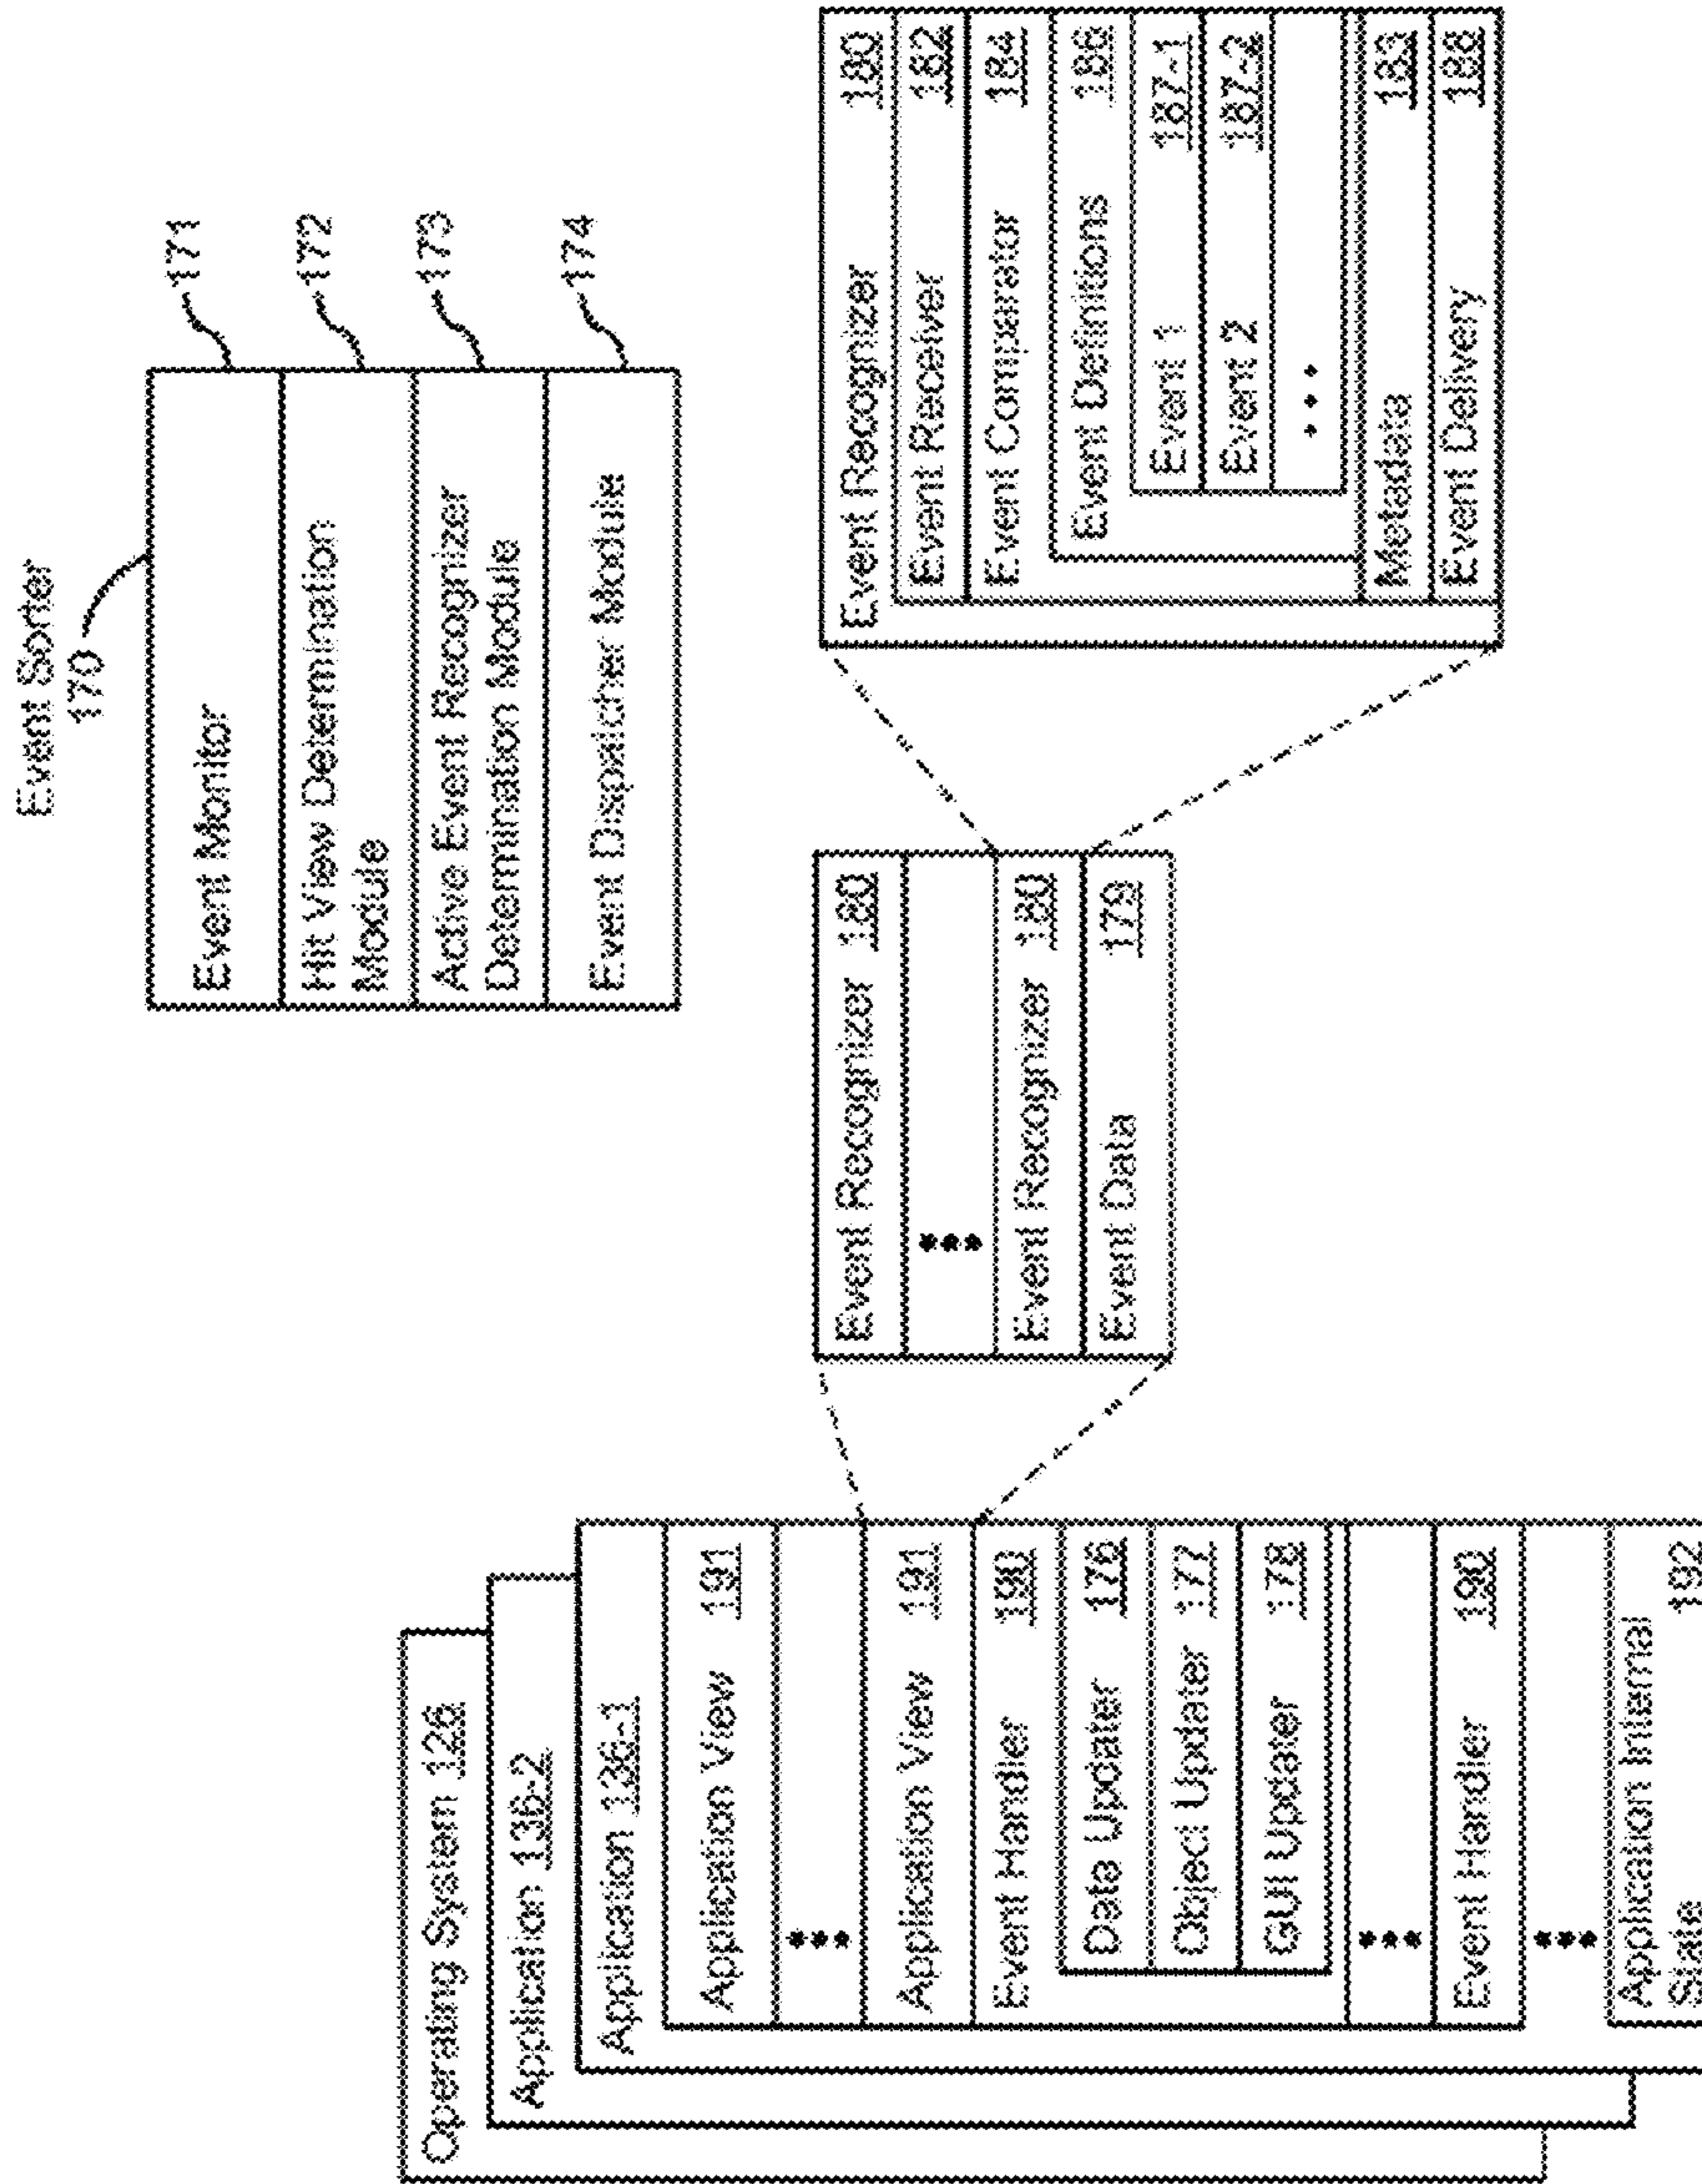 Event Sorter
170
Event Monitor
171
Hit View Determination
Module
172
Active Event Recognizer
Determination Module
173
Event Dispatcher Module
174
Operating System 126
Application 136-2
Application 136-1
Application View 191
•••
Application View 191
Event Handler 190
Data Updater 176
Object Updater 177
GUI Updater 178
•••
Event Handler 190
•••
Application Internal
State 192
Event Recognizer 180
•••
Event Recognizer 180
Event Data 179
Event Recognizer 180
Event Receiver 182
Event Comparator 184
Event Definitions 186
Event 1 187-1
Event 2 187-2
• • •
Metadata 183
Event Delivery 188